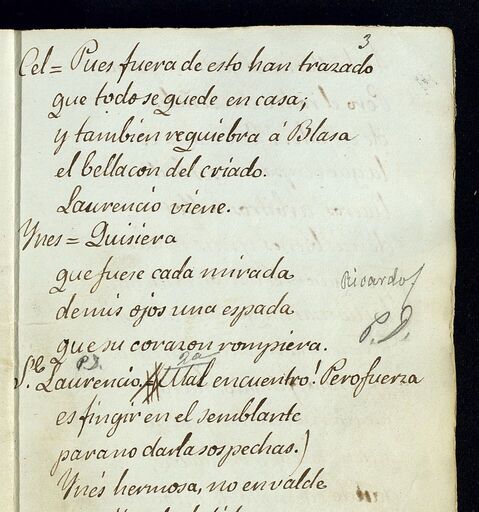 3
Cel = Pues fuera de esto han trazado
que todo se quede en casa;
y tambien requiebra á Blasa
el bellacon del criado.
Laurencio viene.
Ynes = Quisiera
que fuese cada mirada
de mis ojos una espada
que su corazon rompiera.
Ricardo
P.D.
P.D. 2a
Se. Laurencio. Mal encuentro! Pero fuerza
es fingir en el semblante
para no darla sospechas.)
Ynés hermosa, no en valde